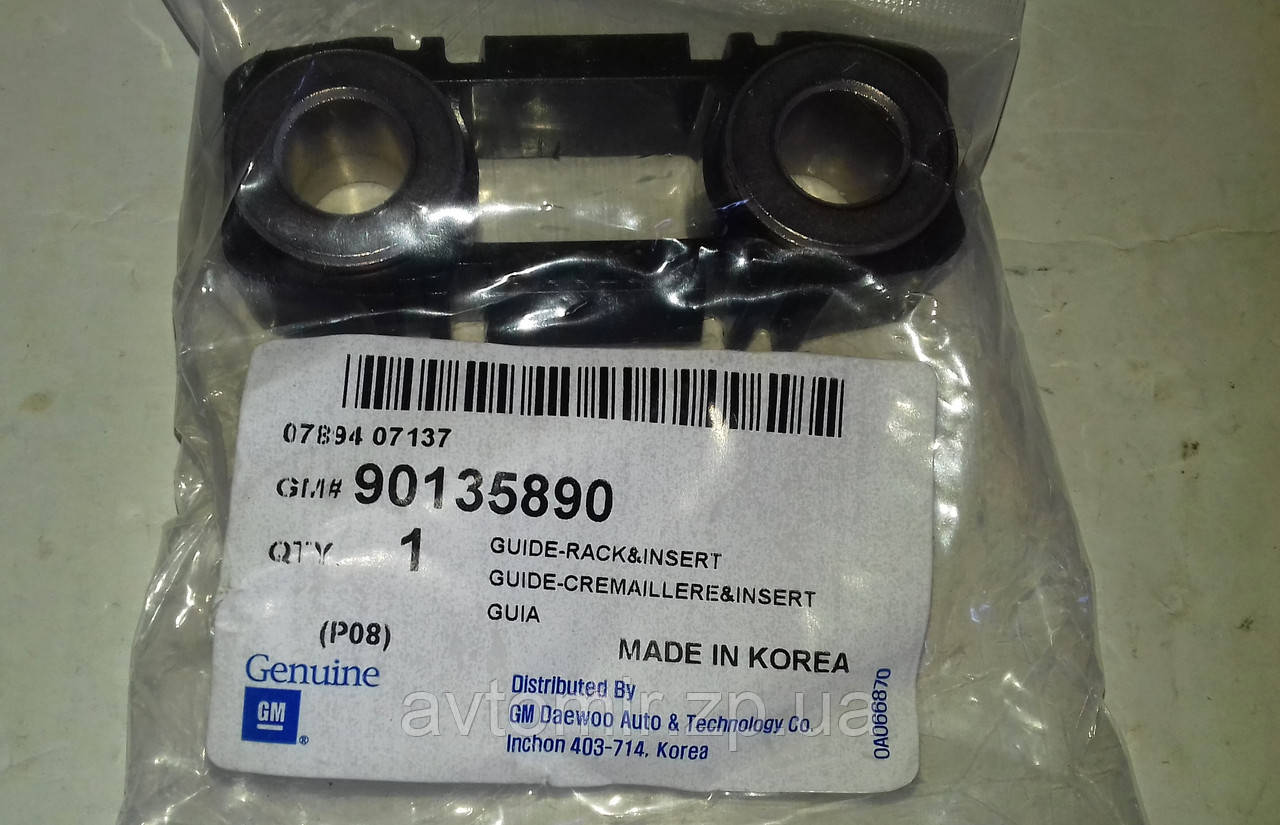 07894 07137
GM# 90135890
QTY. 1
GUIDE-RACK&INSERT
GUIDE-CREMAILLERE&INSERT
GUIA
(P08)
MADE IN KOREA
Genuine
GM ®
Distributed By
GM Daewoo Auto & Technology Co.
Inchon 403-714, Korea
0A066870
avtomir.zp.ua